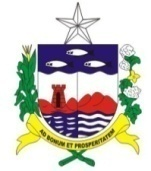 AD BONUM ET PROSPERITATEM